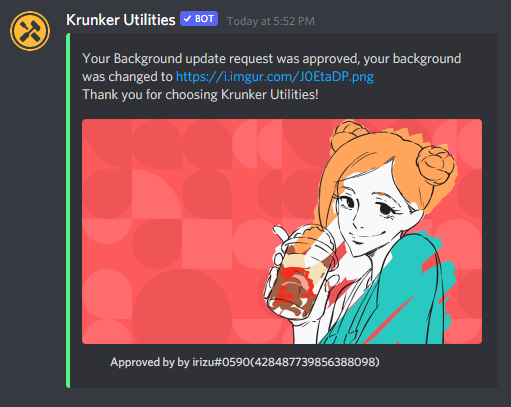 Krunker Utilities ✓ BOT Today at 5:52 PM
Your Background update request was approved, your background
was changed to https://i.imgur.com/J0EtaDP.png
Thank you for choosing Krunker Utilities!
Approved by by irizu#0590(428487739856388098)